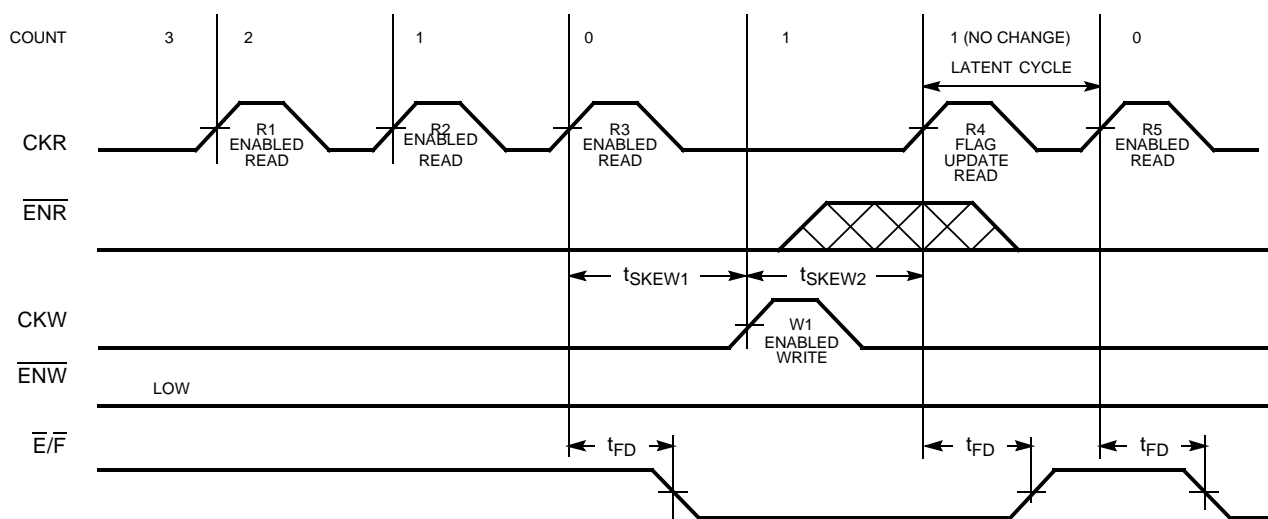 COUNT 3 2 1 0 1 1 (NO CHANGE) 0
LATENT CYCLE
CKR
R1
ENABLED
READ
R2
ENABLED
READ
R3
ENABLED
READ
R4
FLAG
UPDATE
READ
R5
ENABLED
READ
ENR
tSKEW1 tSKEW2
CKW
W1
ENABLED
WRITE
ENW
LOW
E/F
tFD tFD tFD